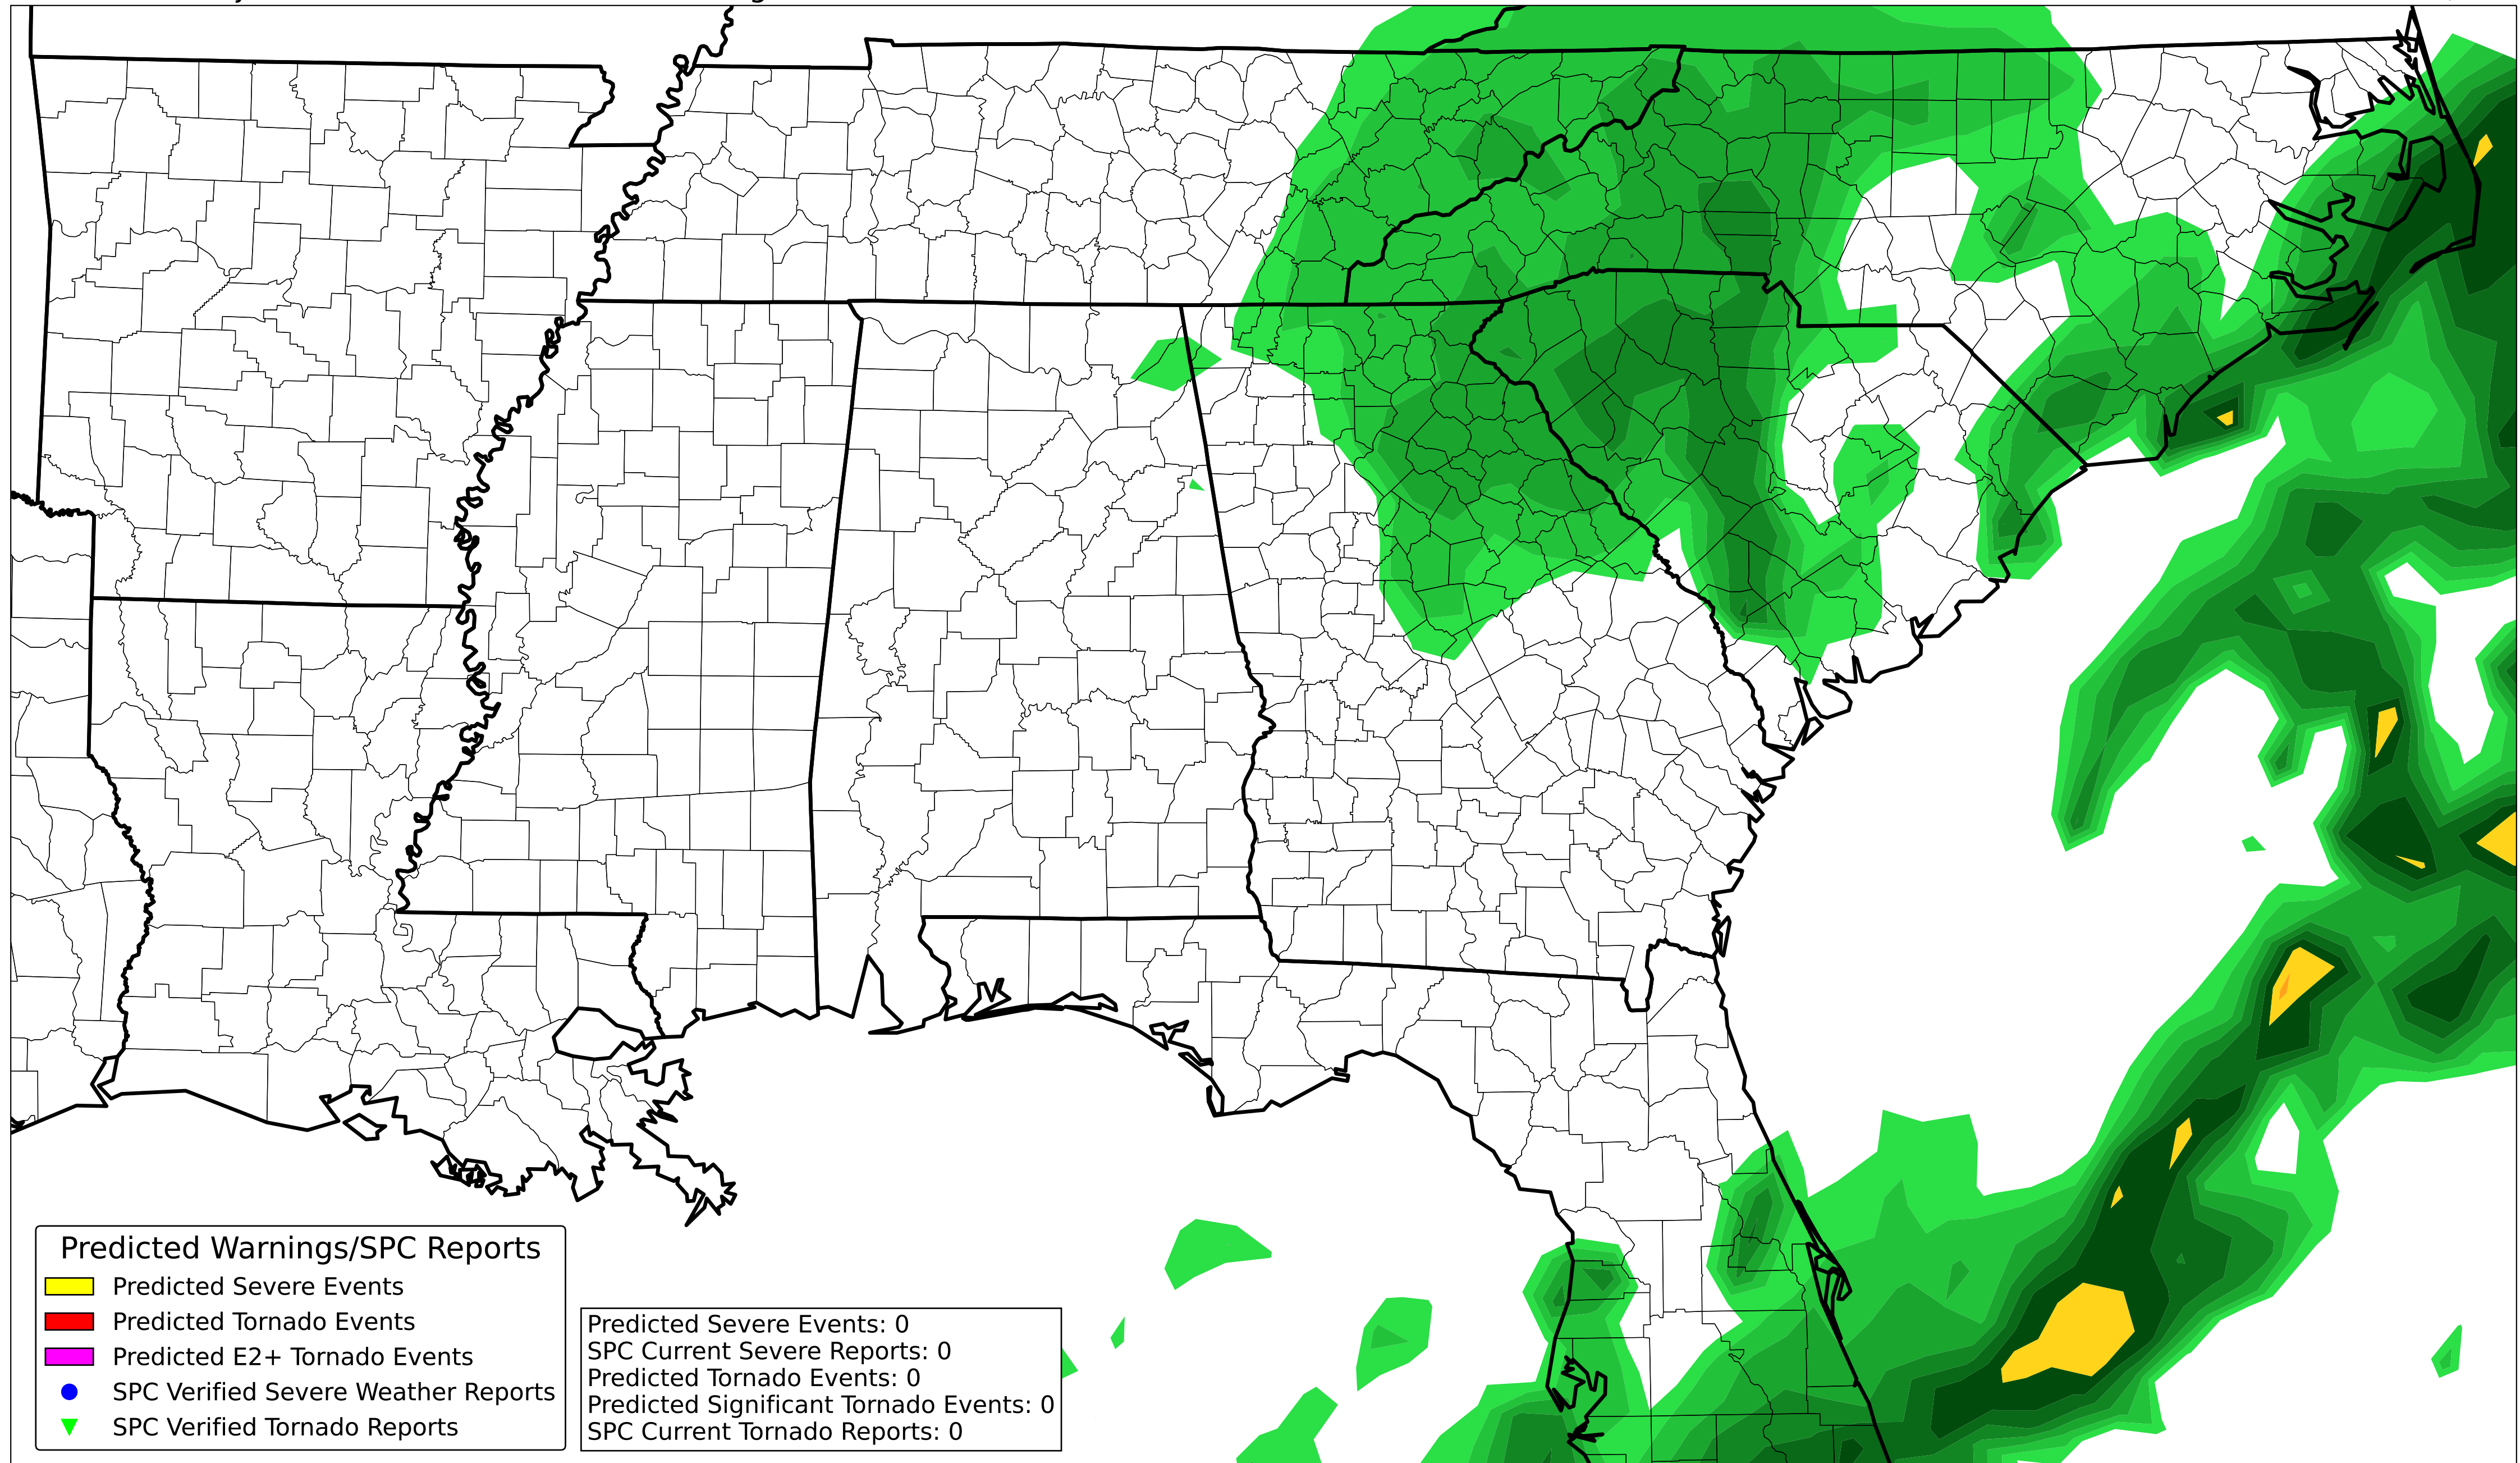 Predicted Warnings/SPC Reports
Predicted Severe Events
Predicted Tornado Events
Predicted E2+ Tornado Events
SPC Verified Severe Weather Reports
SPC Verified Tornado Reports
Predicted Severe Events: 0
SPC Current Severe Reports: 0
Predicted Tornado Events: 0
Predicted Significant Tornado Events: 0
SPC Current Tornado Reports: 0